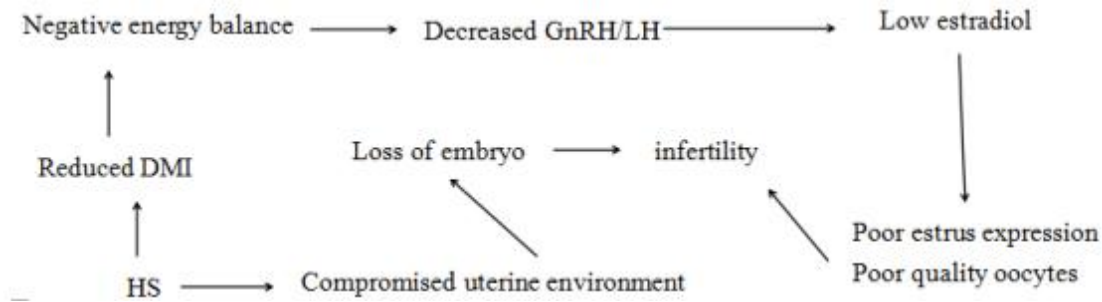 Negative energy balance
Decreased GnRH/LH
Low estradiol
Reduced DMI
Loss of embryo
infertility
Poor estrus expression
Poor quality oocytes
HS
Compromised uterine environment